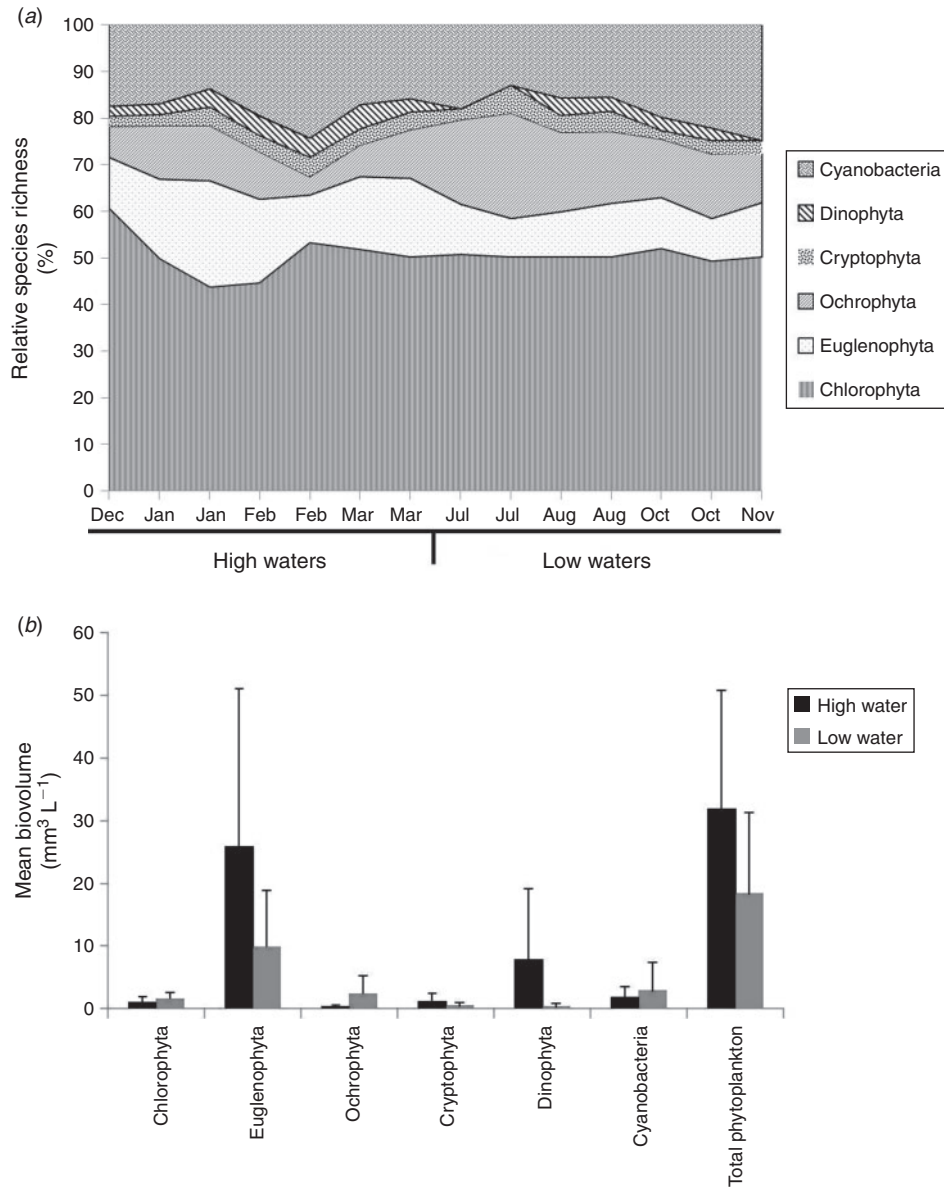 (a)
100
90
80
70
60
50
40
30
20
10
0
Relative species richness
(%)
Dec Jan Jan Feb Feb Mar Mar Jul Jul Aug Aug Oct Oct Nov
High waters Low waters
Cyanobacteria
Dinophyta
Cryptophyta
Ochrophyta
Euglenophyta
Chlorophyta
(b)
60
50
40
30
20
10
0
Mean biovolume
(mm³ L⁻¹)
High water
Low water
Chlorophyta
Euglenophyta
Ochrophyta
Cryptophyta
Dinophyta
Cyanobacteria
Total phytoplankton